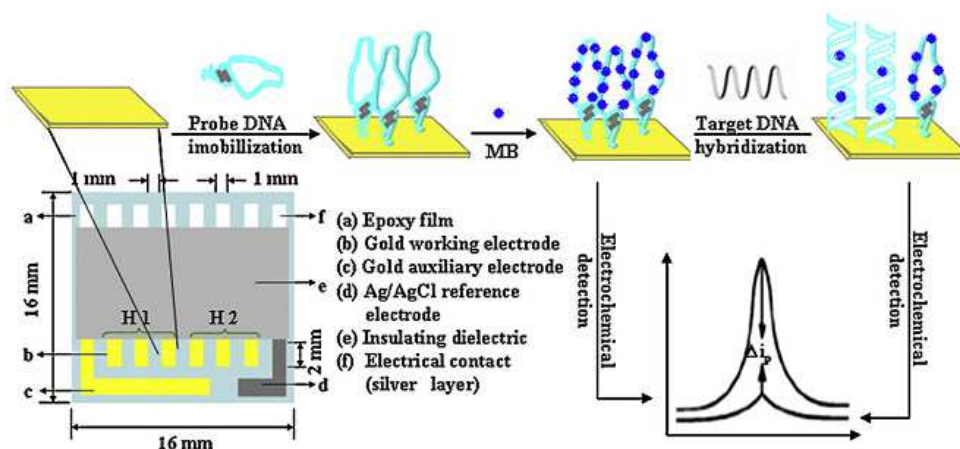 Probe DNA
imobillization
MB
Target DNA
hybridization
1 mm
1 mm
a
f
(a) Epoxy film
(b) Gold working electrode
(c) Gold auxiliary electrode
(d) Ag/AgCl reference
electrode
(e) Insulating dielectric
(f) Electrical contact
(silver layer)
16 mm
e
H 1
H 2
b
2 mm
c
d
16 mm
Electrochemical
detection
Electrochemical
detection
Δip